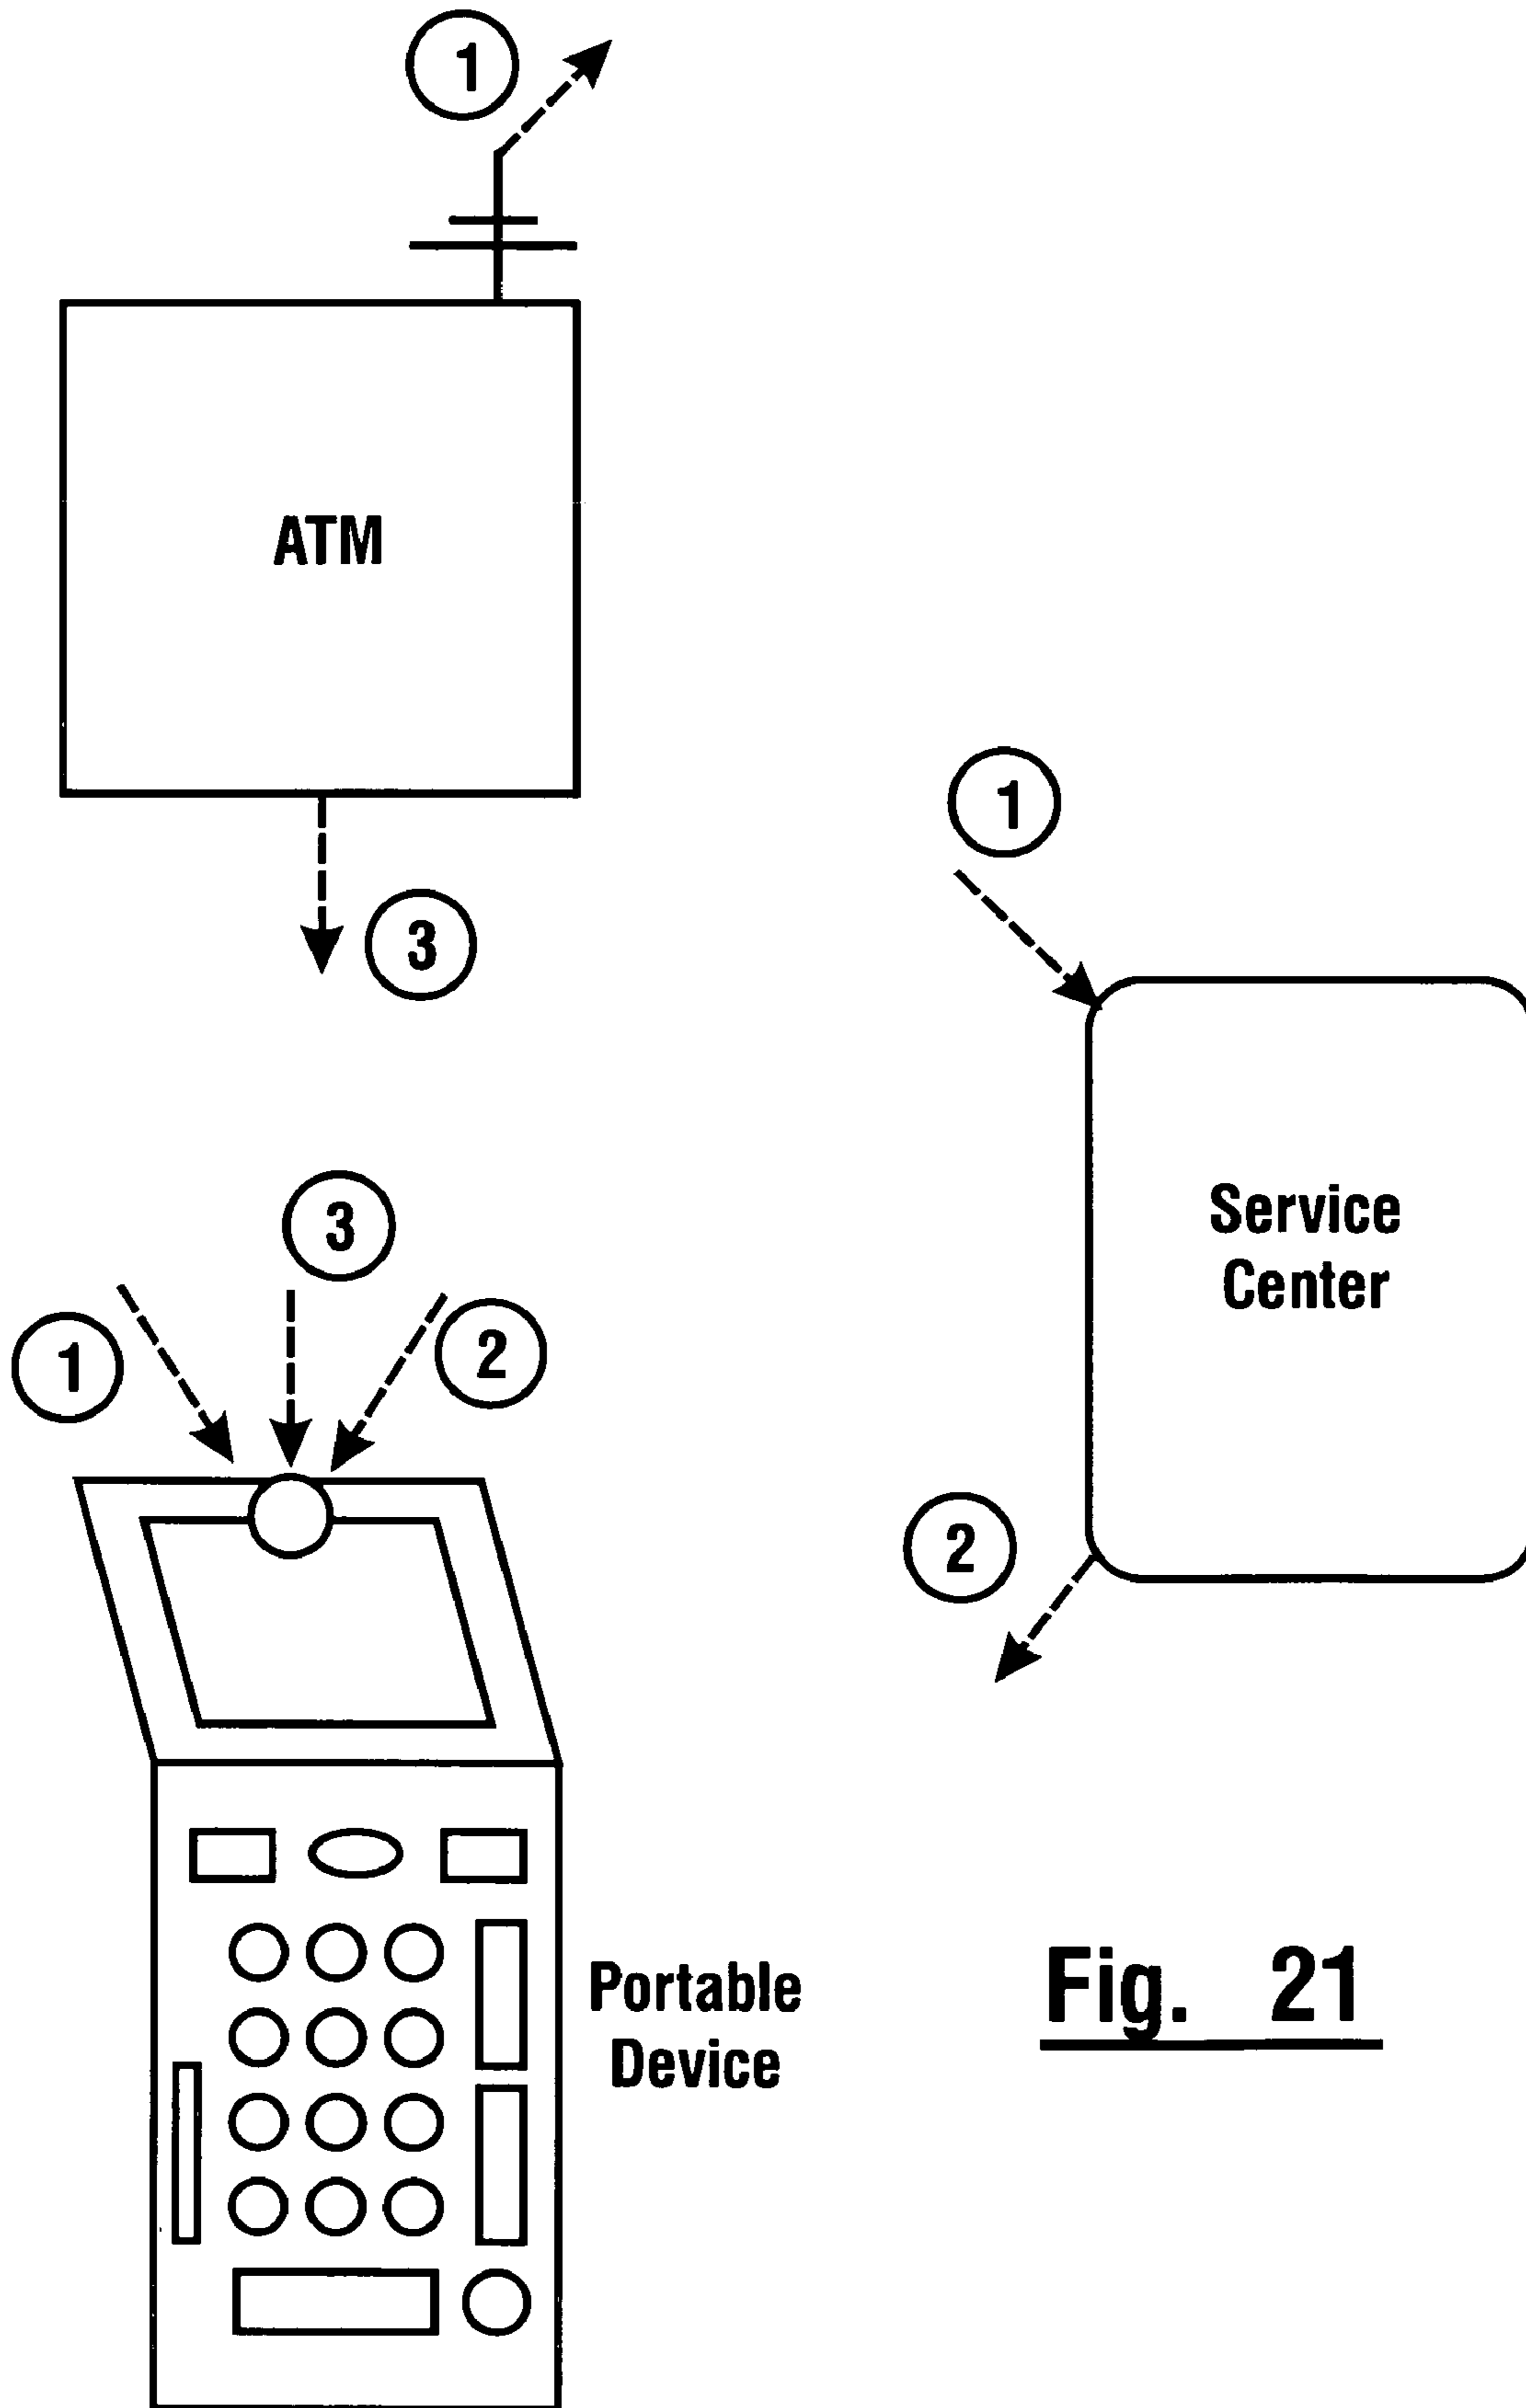 1
ATM
3
1
3
1
2
Service
Center
2
Portable
Device
Fig. 21